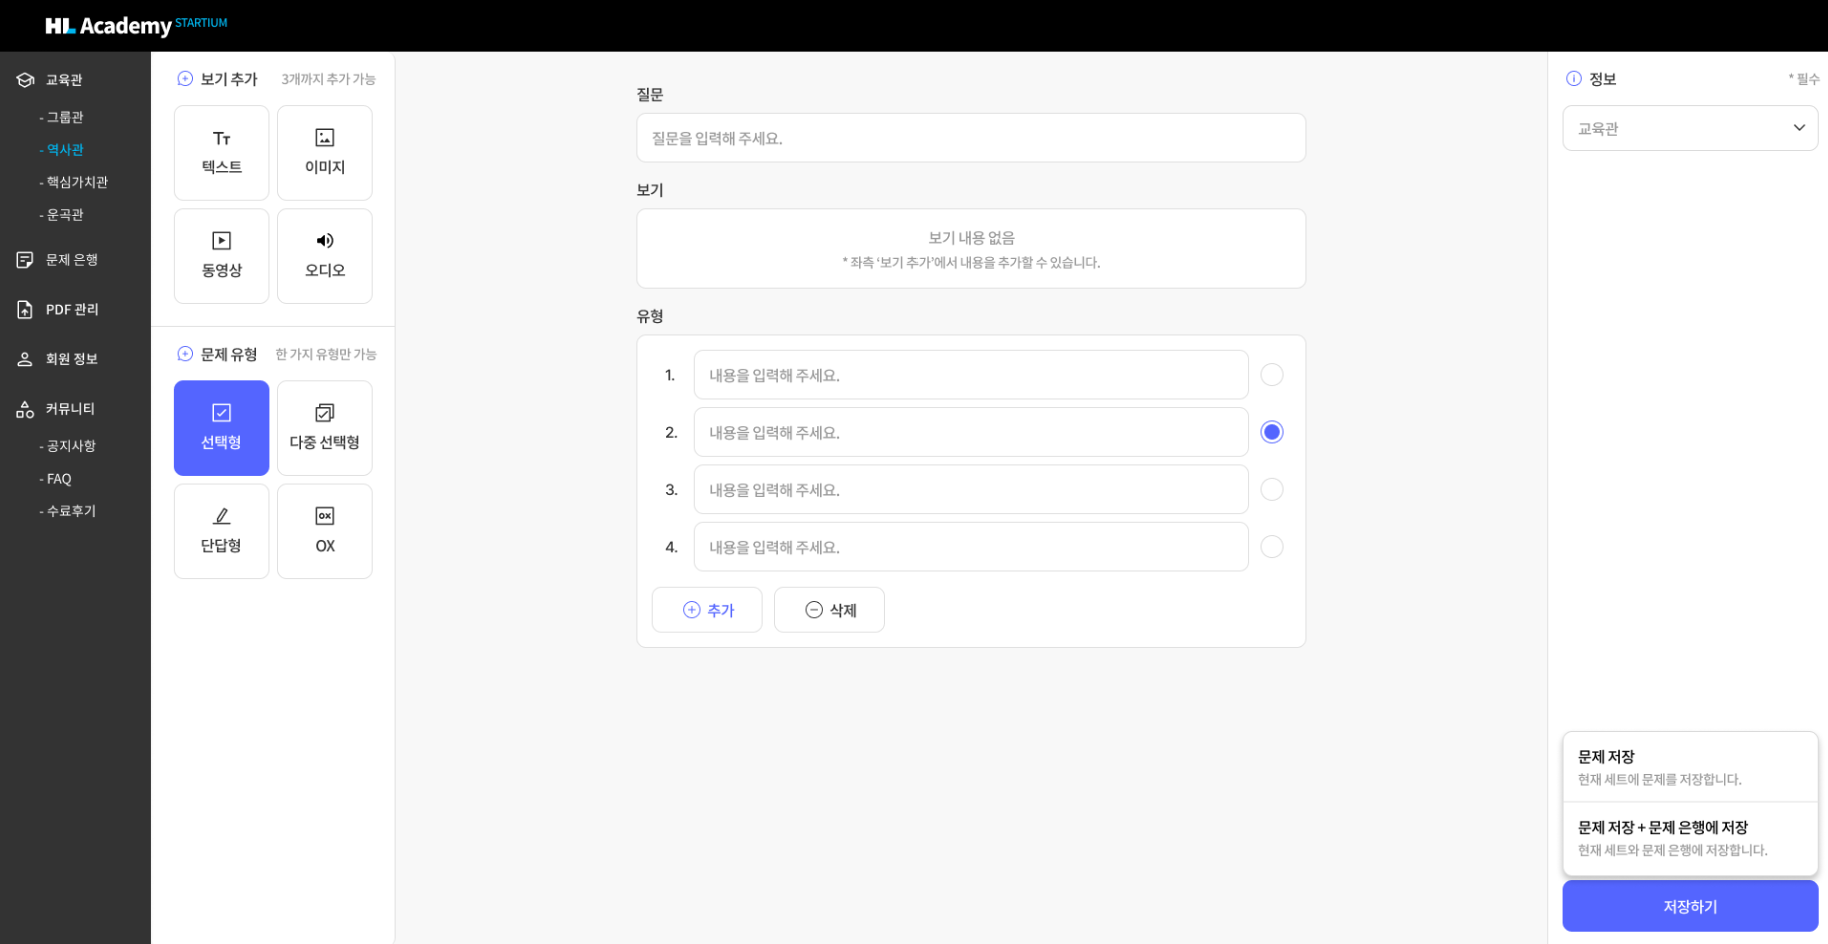 HL Academy STARTIUM
교육관
- 그룹관
- 역사관
- 핵심가치관
- 운곡관
문제 은행
PDF 관리
회원 정보
커뮤니티
- 공지사항
- FAQ
- 수료후기
보기 추가 3개까지 추가 가능
텍스트 이미지
동영상 오디오
문제 유형 한 가지 유형만 가능
선택형 다중 선택형
단답형 OX
질문
질문을 입력해 주세요.
보기
보기 내용 없음
* 좌측 ‘보기 추가’에서 내용을 추가할 수 있습니다.
유형
1. 내용을 입력해 주세요.
2. 내용을 입력해 주세요.
3. 내용을 입력해 주세요.
4. 내용을 입력해 주세요.
추가 삭제
정보 * 필수
교육관
문제 저장
현재 세트에 문제를 저장합니다.
문제 저장 + 문제 은행에 저장
현재 세트와 문제 은행에 저장합니다.
저장하기